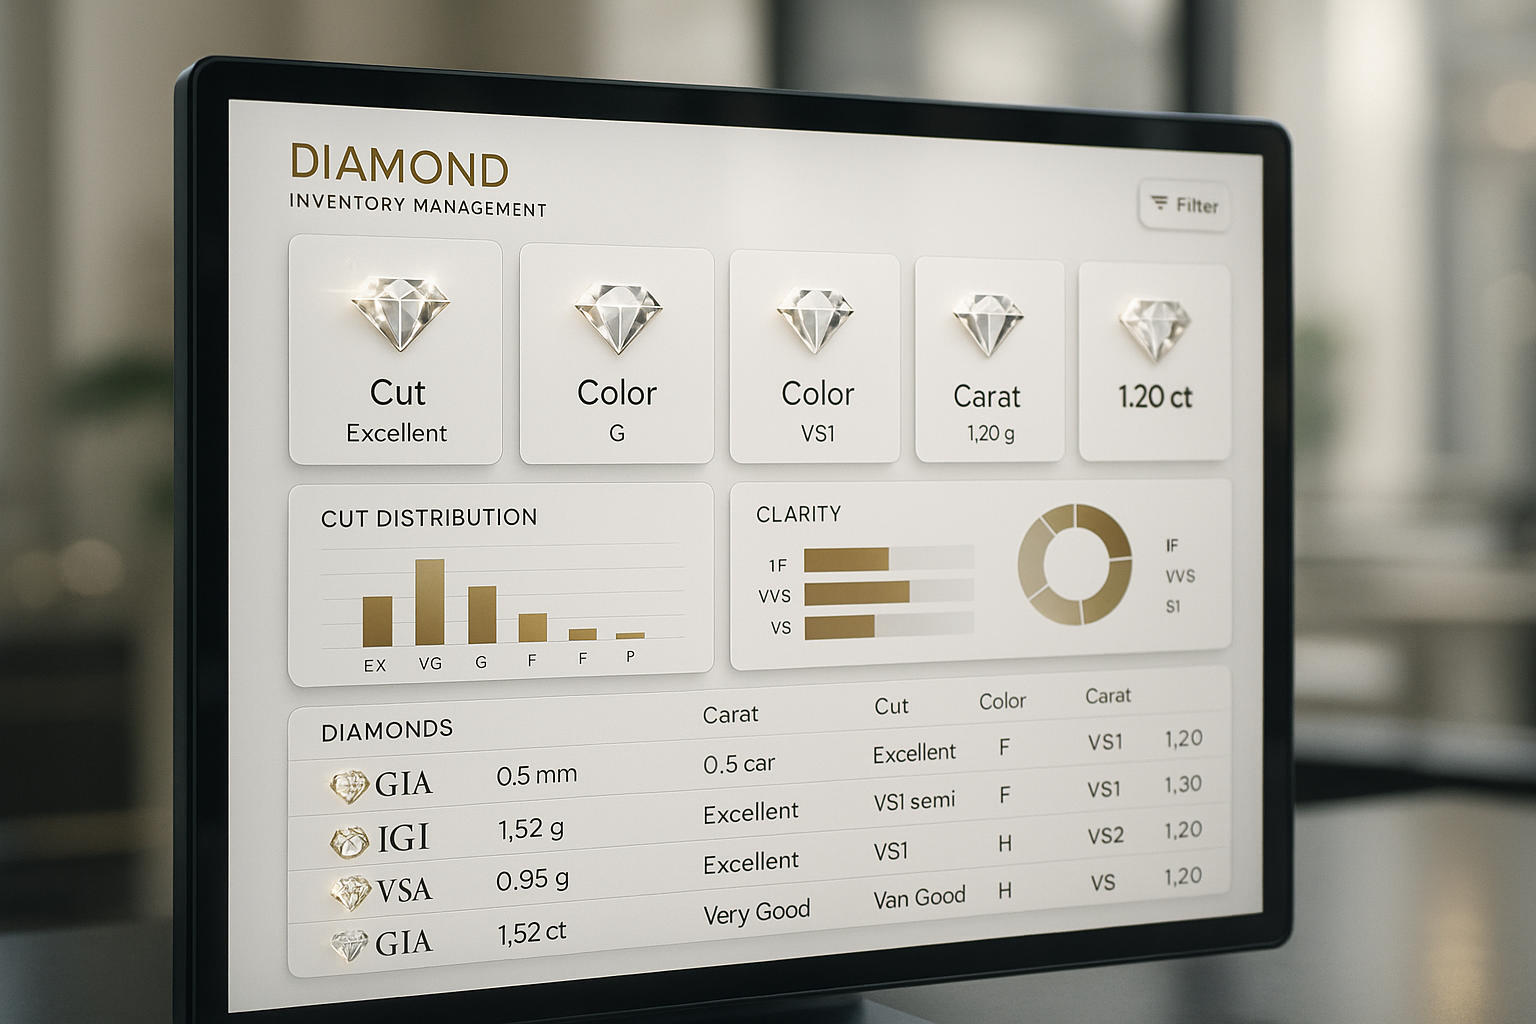 DIAMOND
INVENTORY MANAGEMENT
Filter
Cut
Excellent
Color
G
Color
VS1
Carat
1,20 g
1.20 ct
CUT DISTRIBUTION
EX VG G F F P
CLARITY
1F
VVS
VS
IF
VVS
S1
DIAMONDS Carat Cut Color Carat
GIA 0.5 mm 0.5 car Excellent F VS1 1,20
IGI 1,52 g Excellent VS1 semi F VS1 1,30
VSA 0.95 g Excellent VS1 H VS2 1,20
GIA 1,52 ct Very Good Van Good H VS 1,20